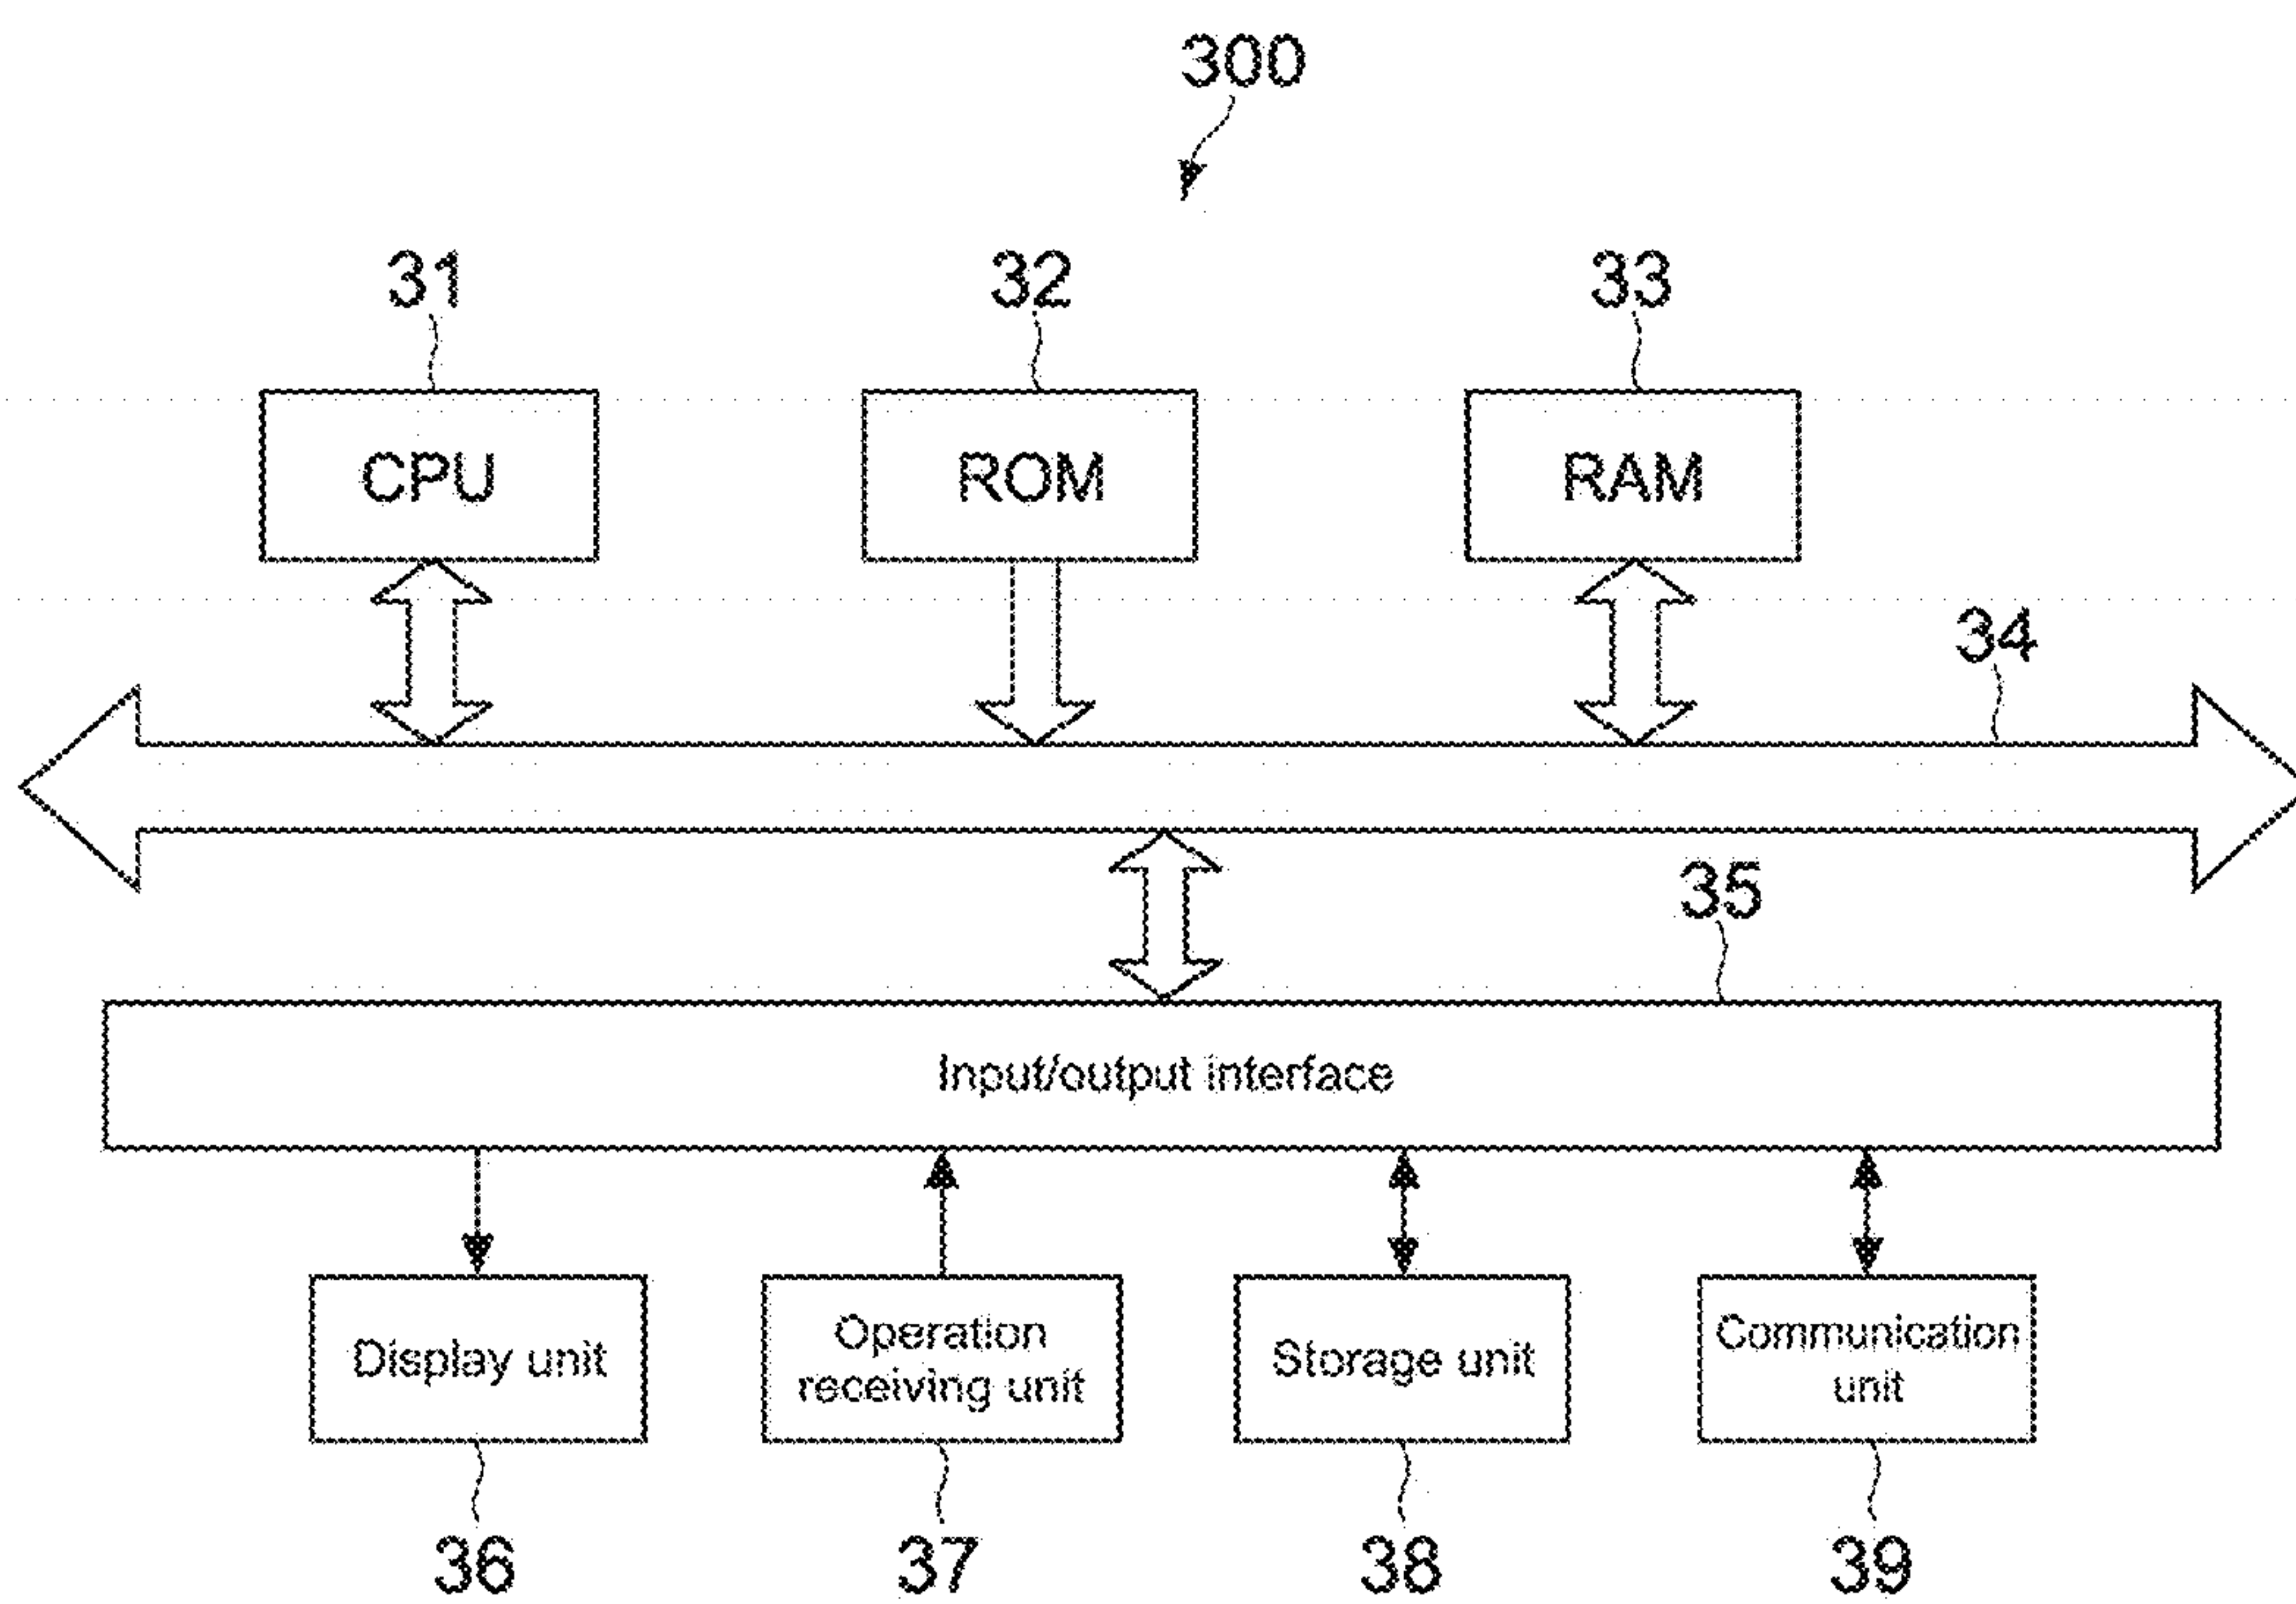 300
31
32
33
CPU
ROM
RAM
34
35
Input/output interface
Display unit
Operation
receiving unit
Storage unit
Communication
unit
36
37
38
39